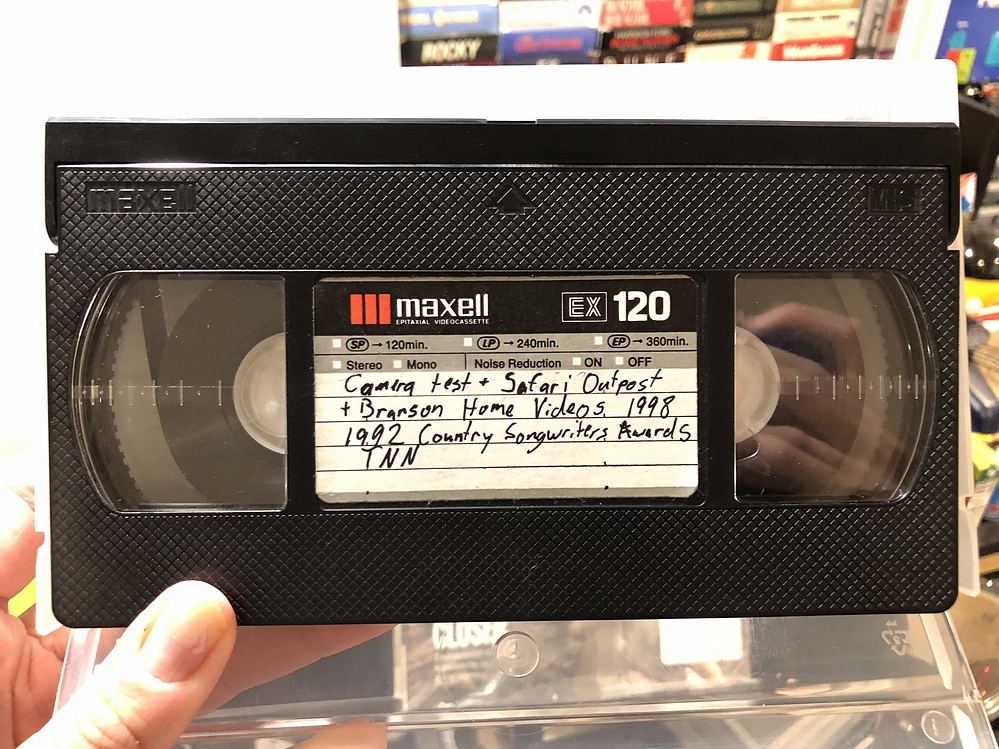 ROCKY
maxell
VHS
maxell
EX 120
EPITAXIAL VIDEOCASSETTE
SP → 120min. LP → 240min. EP → 360min.
Stereo Mono Noise Reduction ON OFF
Camera test + Safari Outpost
+ Branson Home Videos 1998
1992 Country Songwriters Awards
TNN